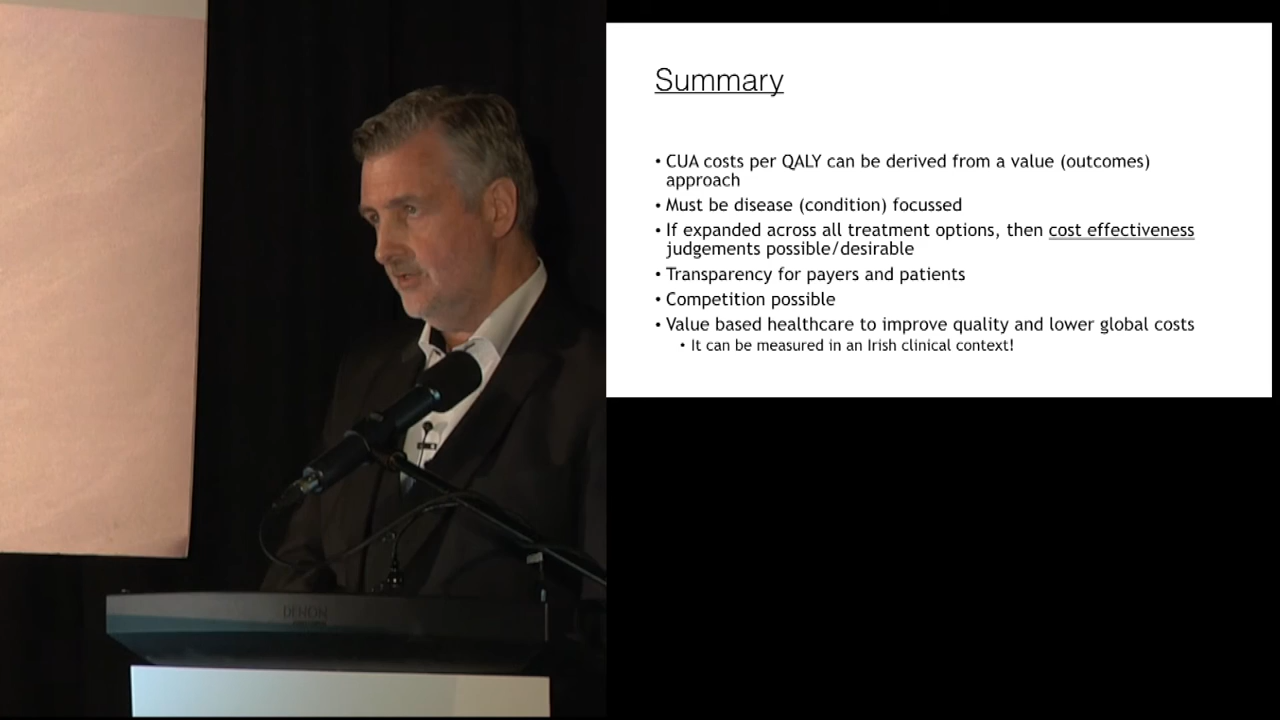 Summary
• CUA costs per QALY can be derived from a value (outcomes)
approach
• Must be disease (condition) focussed
• If expanded across all treatment options, then cost effectiveness
judgements possible/desirable
• Transparency for payers and patients
• Competition possible
• Value based healthcare to improve quality and lower global costs
• It can be measured in an Irish clinical context!
DENON